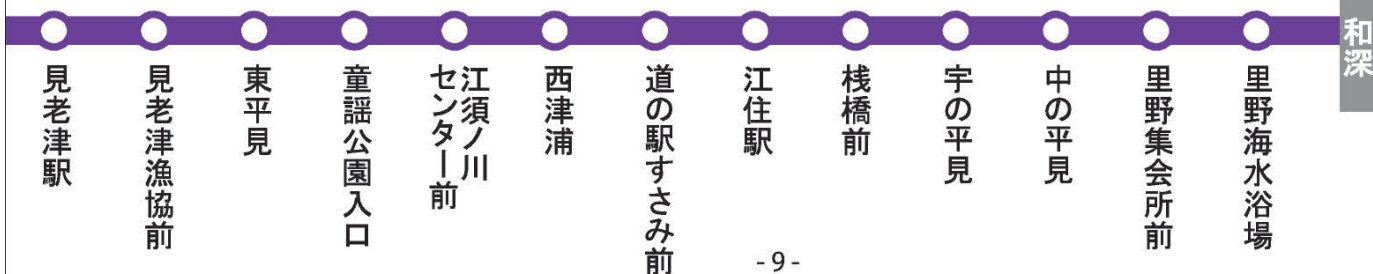 見老津駅
見老津漁協前
東平見
童謡公園入口
江須ノ川
センター前
西津浦
道の駅すさみ前
江住駅
桟橋前
宇の平見
中の平見
里野集会所前
里野海水浴場
和深
- 9 -